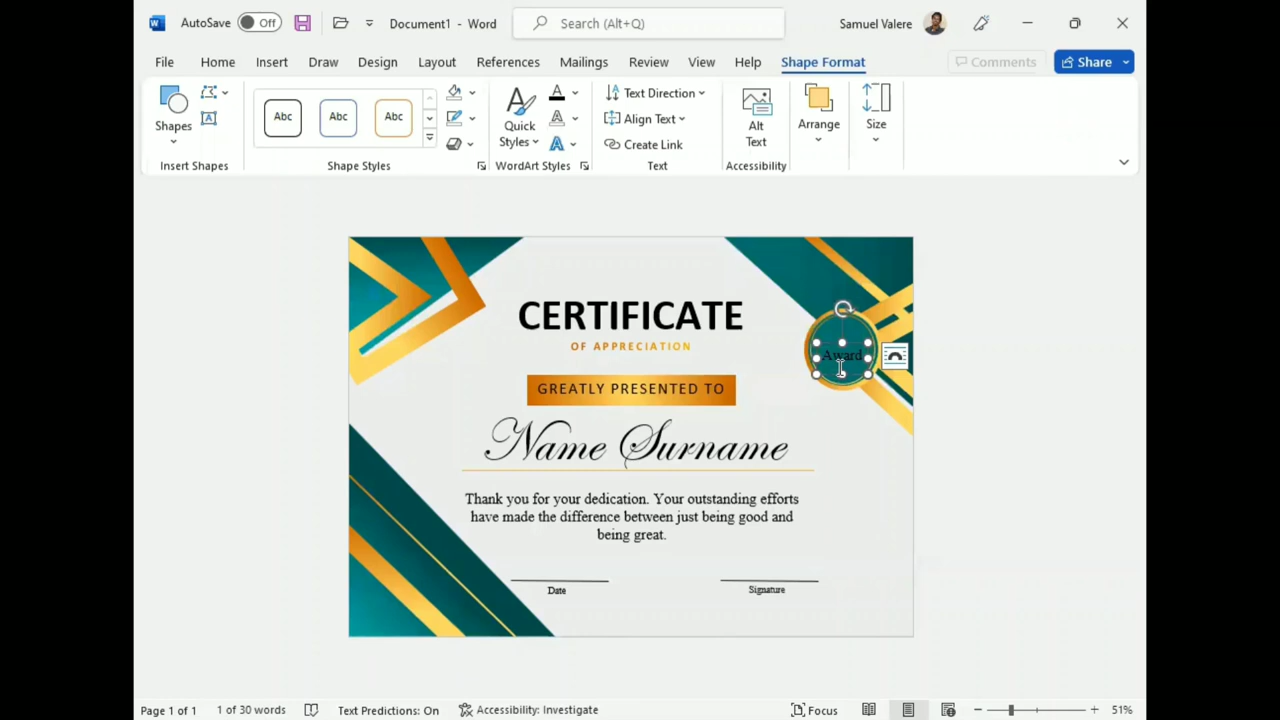 AutoSave Off Document1 - Word Search (Alt+Q) Samuel Valere
File Home Insert Draw Design Layout References Mailings Review View Help Shape Format Comments Share
Shapes
Insert Shapes
Abc Abc Abc
Shape Styles
Quick Styles
A
A
A
WordArt Styles
Text Direction
Align Text
Create Link
Text
Alt Text
Accessibility
Arrange
Size
CERTIFICATE
OF APPRECIATION
Award
GREATLY PRESENTED TO
Name Surname
Thank you for your dedication. Your outstanding efforts
have made the difference between just being good and
being great.
Date Signature
Page 1 of 1 1 of 30 words Text Predictions: On Accessibility: Investigate Focus 51%